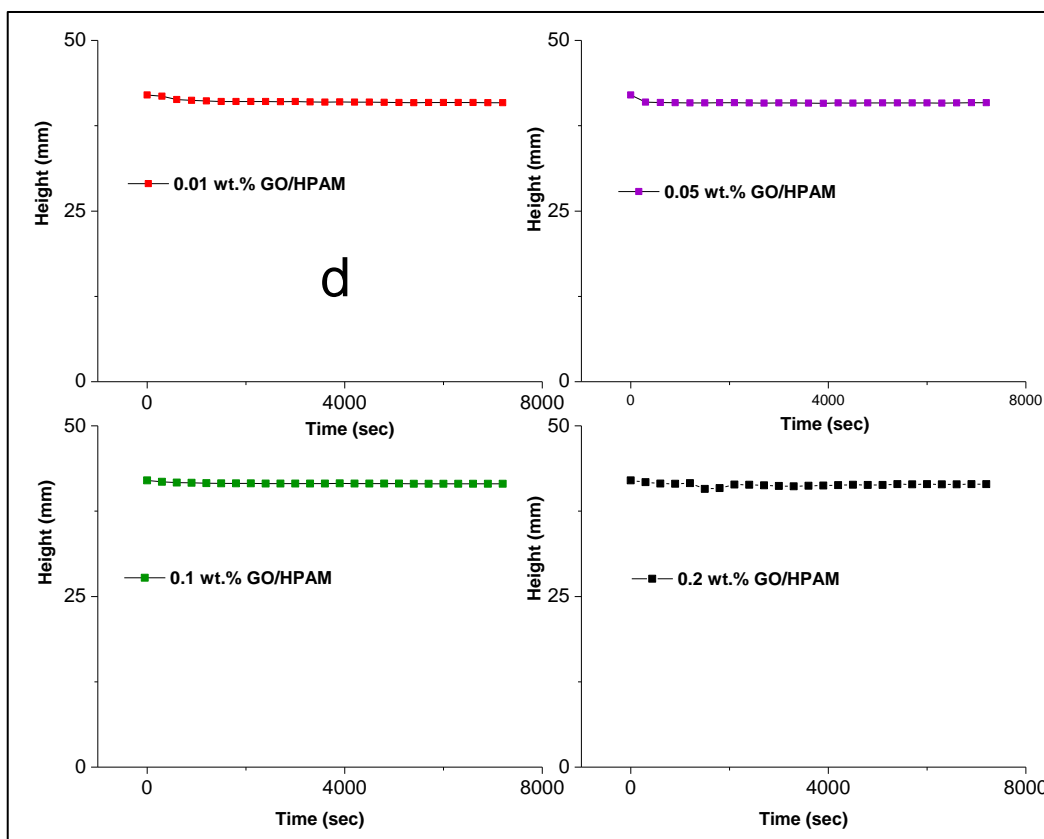 50
Height (mm)
25
0
0.01 wt.% GO/HPAM
d
0
4000
8000
Time (sec)
50
Height (mm)
25
0
0.05 wt.% GO/HPAM
0
4000
8000
Time (sec)
50
Height (mm)
25
0
0.1 wt.% GO/HPAM
0
4000
8000
Time (sec)
50
Height (mm)
25
0
0.2 wt.% GO/HPAM
0
4000
8000
Time (sec)